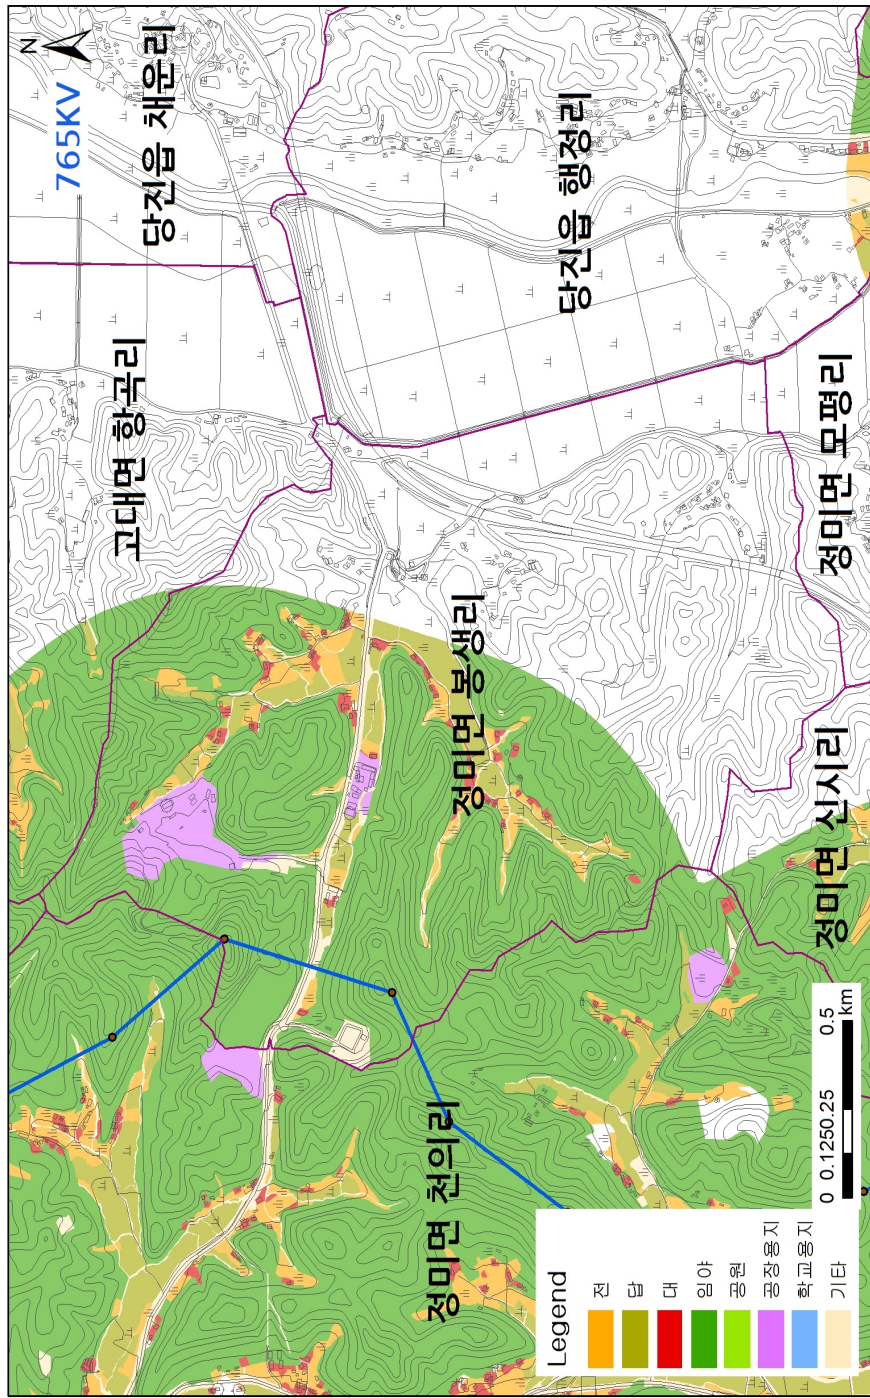 N
765KV
당진읍 채운리
당진읍 행정리
고대면 항곡리
정미면 모평리
정미면 봉생리
정미면 신시리
정미면 천의리
Legend
전
답
대
임야
공원
공장용지
학교용지
기타
0 0.1250.25 0.5
km